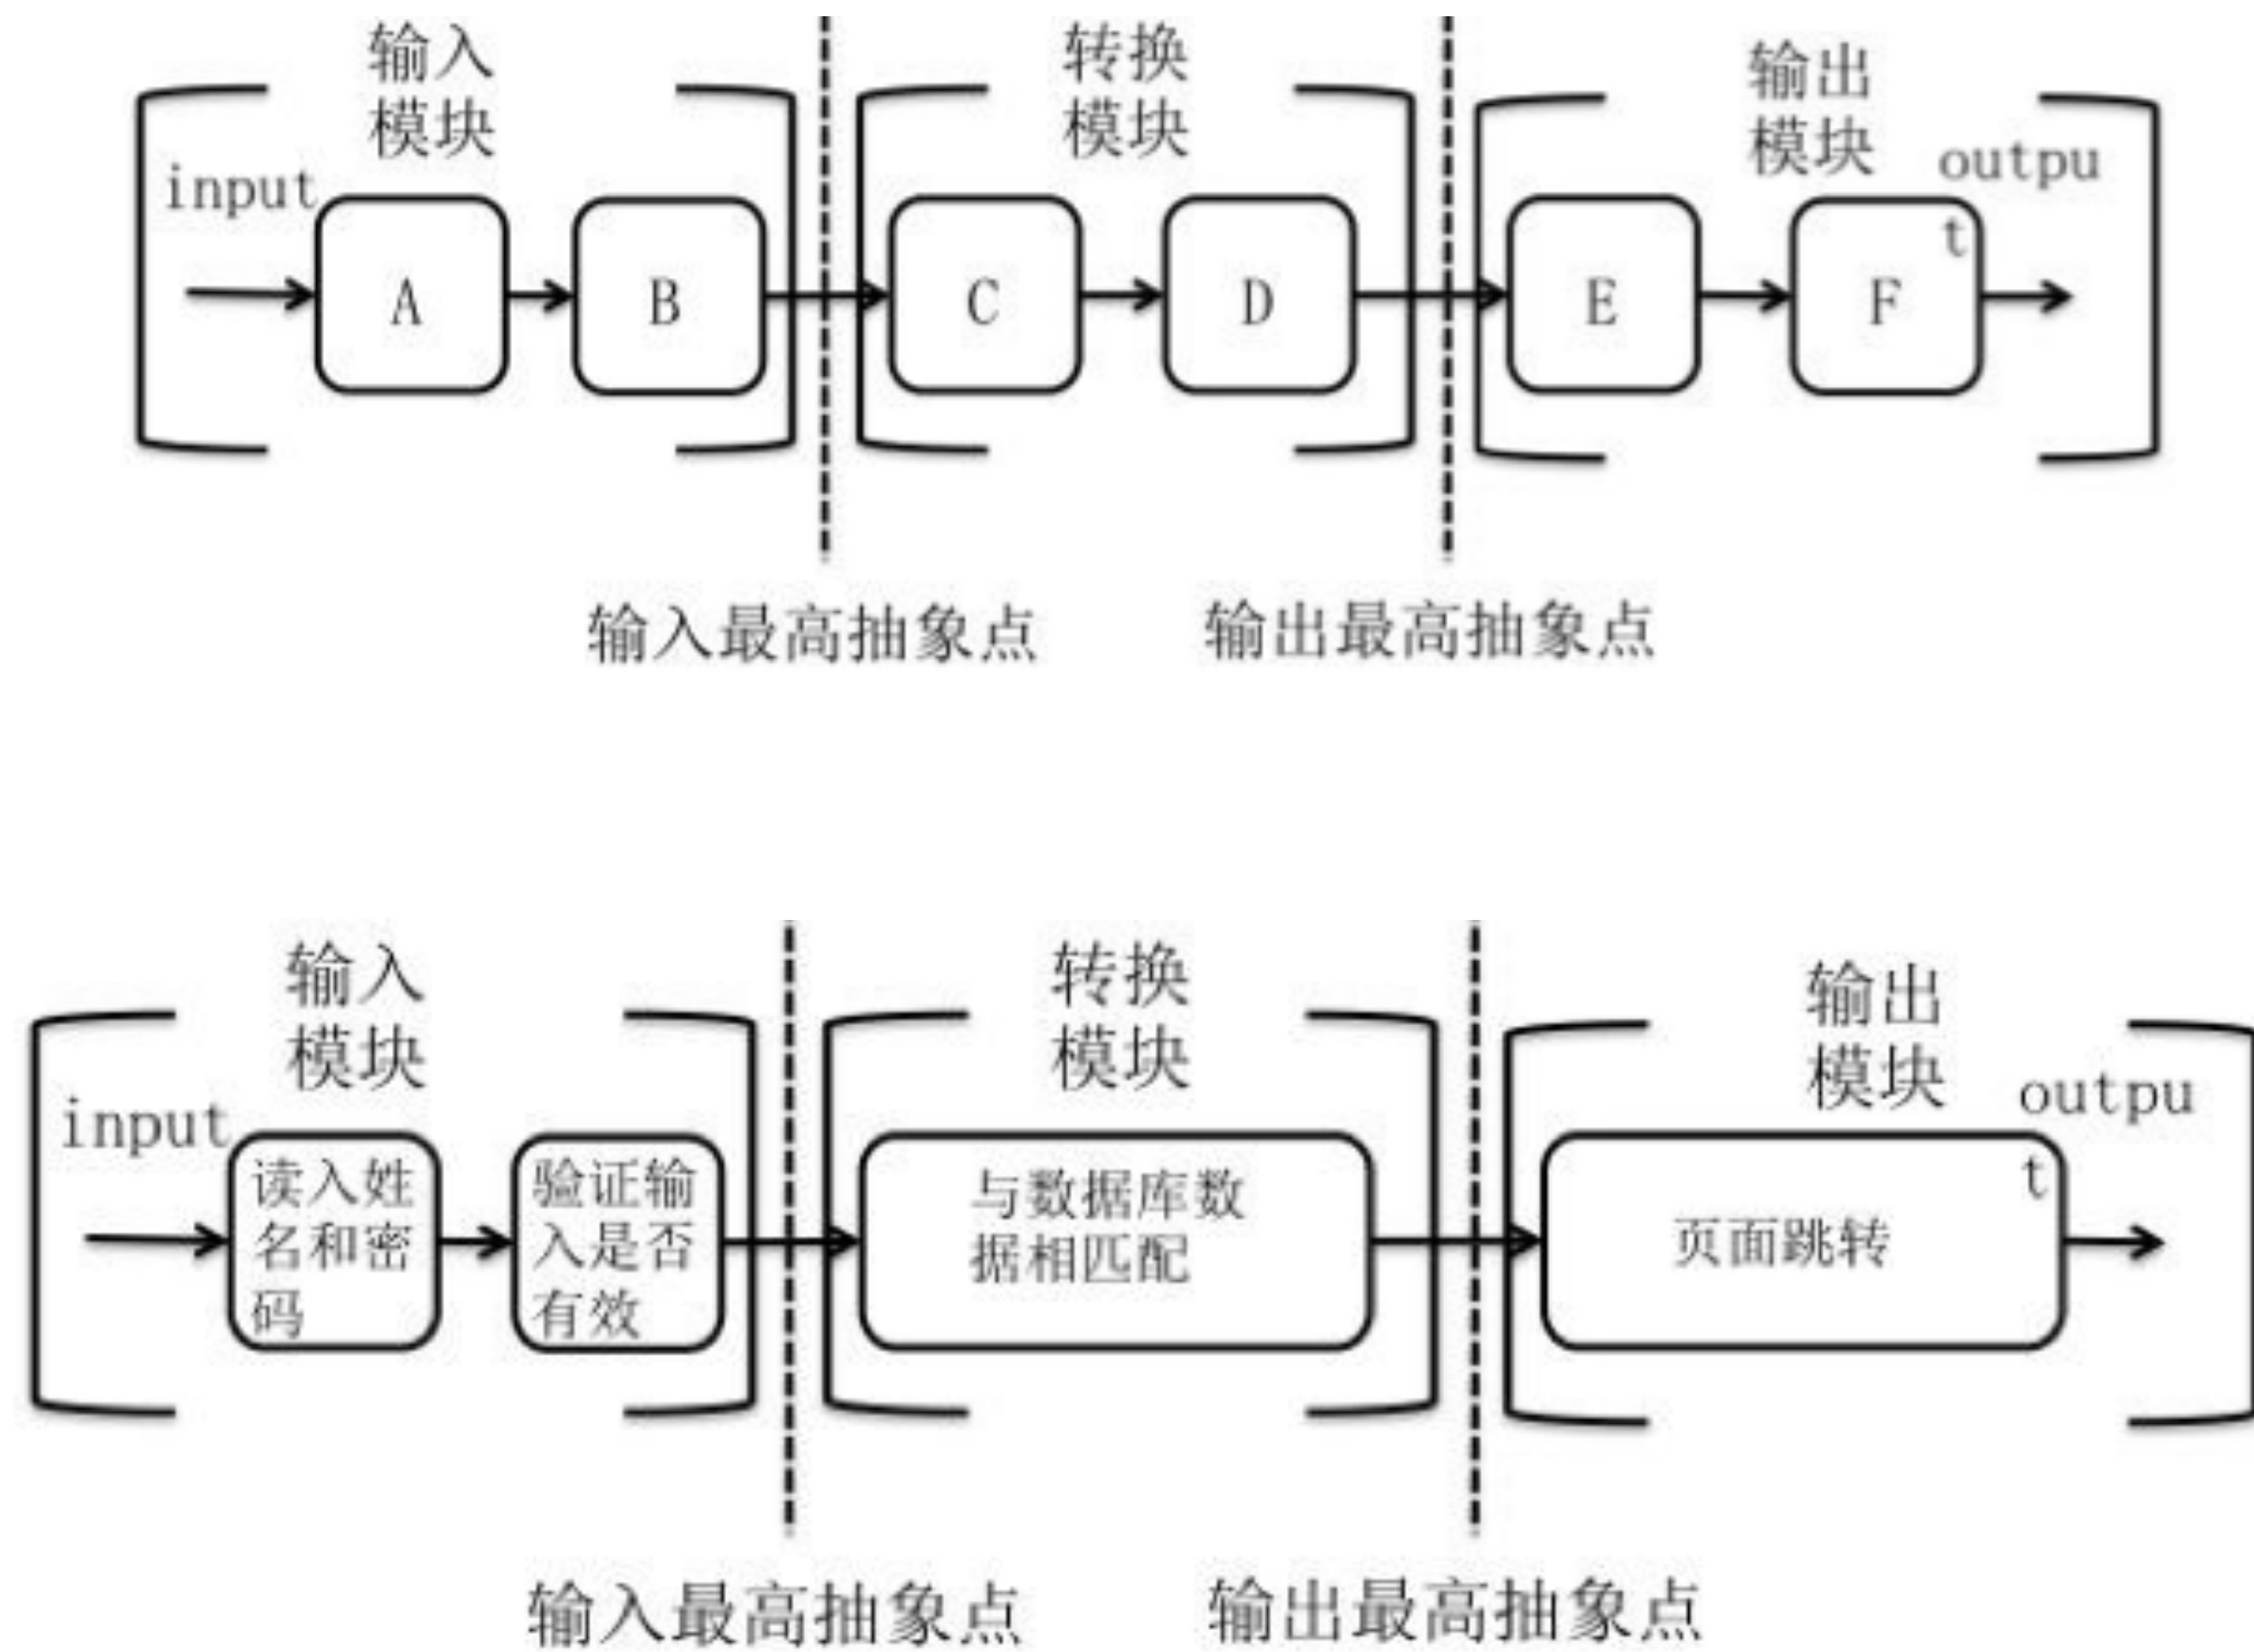 输入
模块
转换
模块
输出
模块
input
outpu
t
A
B
C
D
E
F
输入最高抽象点
输出最高抽象点
输入
模块
转换
模块
输出
模块
input
outpu
t
读入姓
名和密
码
验证输
入是否
有效
与数据库数
据相匹配
页面跳转
输入最高抽象点
输出最高抽象点